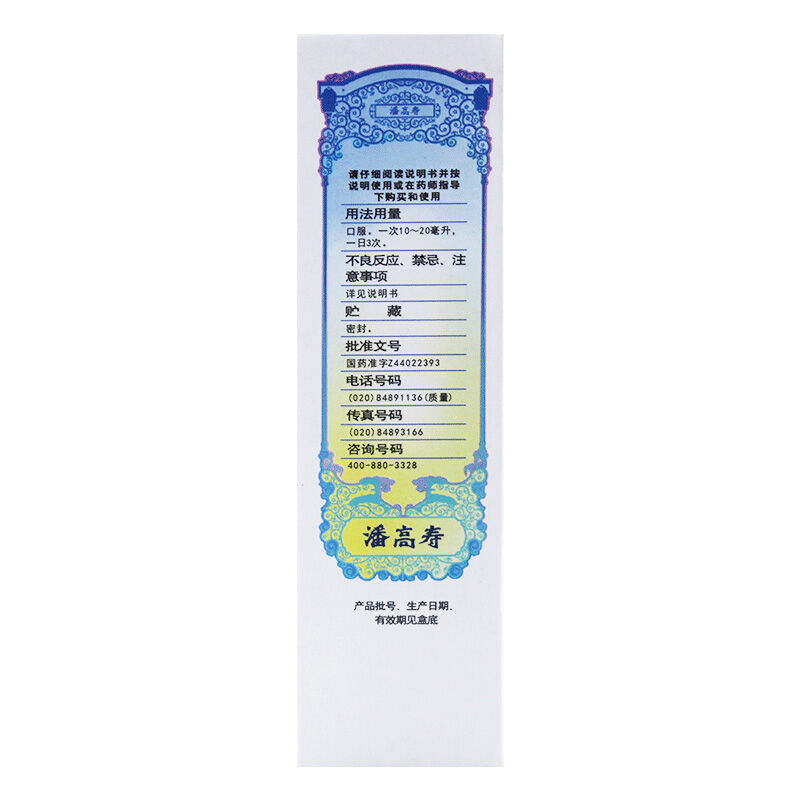 潘高寿
请仔细阅读说明书并按
说明使用或在药师指导
下购买和使用
用法用量
口服。一次10～20毫升，
一日3次。
不良反应、禁忌、注
意事项
详见说明书
贮 藏
密封。
批准文号
国药准字Z44022393
电话号码
(020)84891136(质量)
传真号码
(020)84893166
咨询号码
400-880-3328
潘高寿
产品批号、生产日期、
有效期见盒底